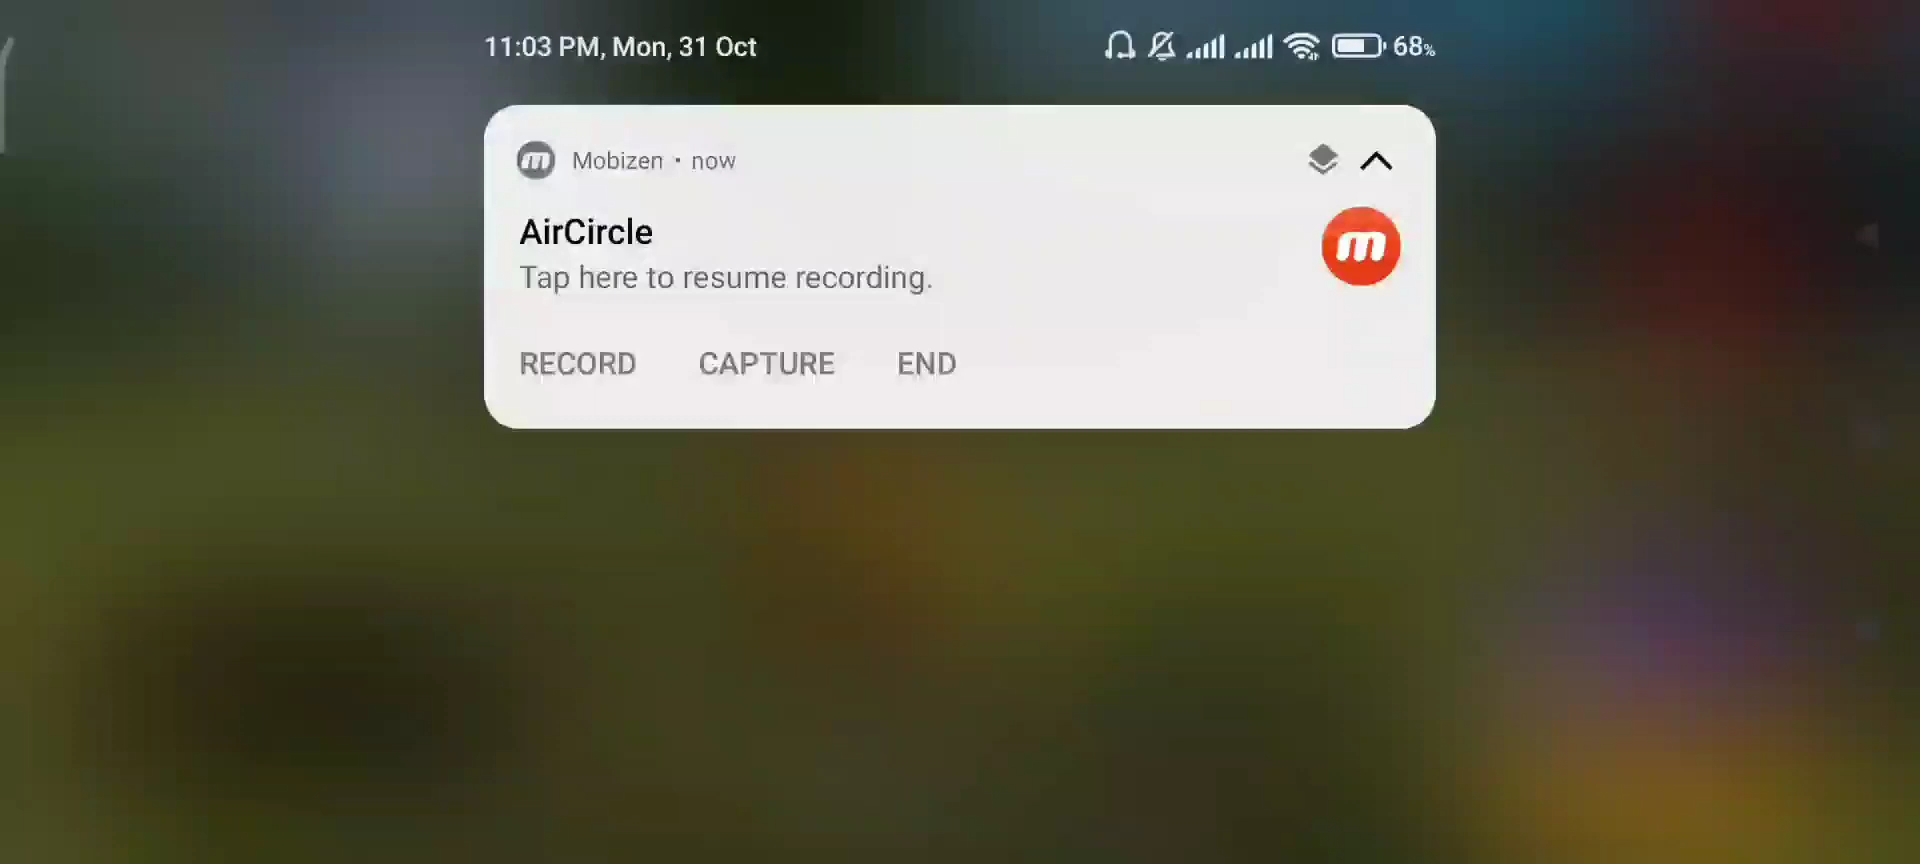 11:03 PM, Mon, 31 Oct
68%
Mobizen • now
AirCircle
m
Tap here to resume recording.
RECORD CAPTURE END